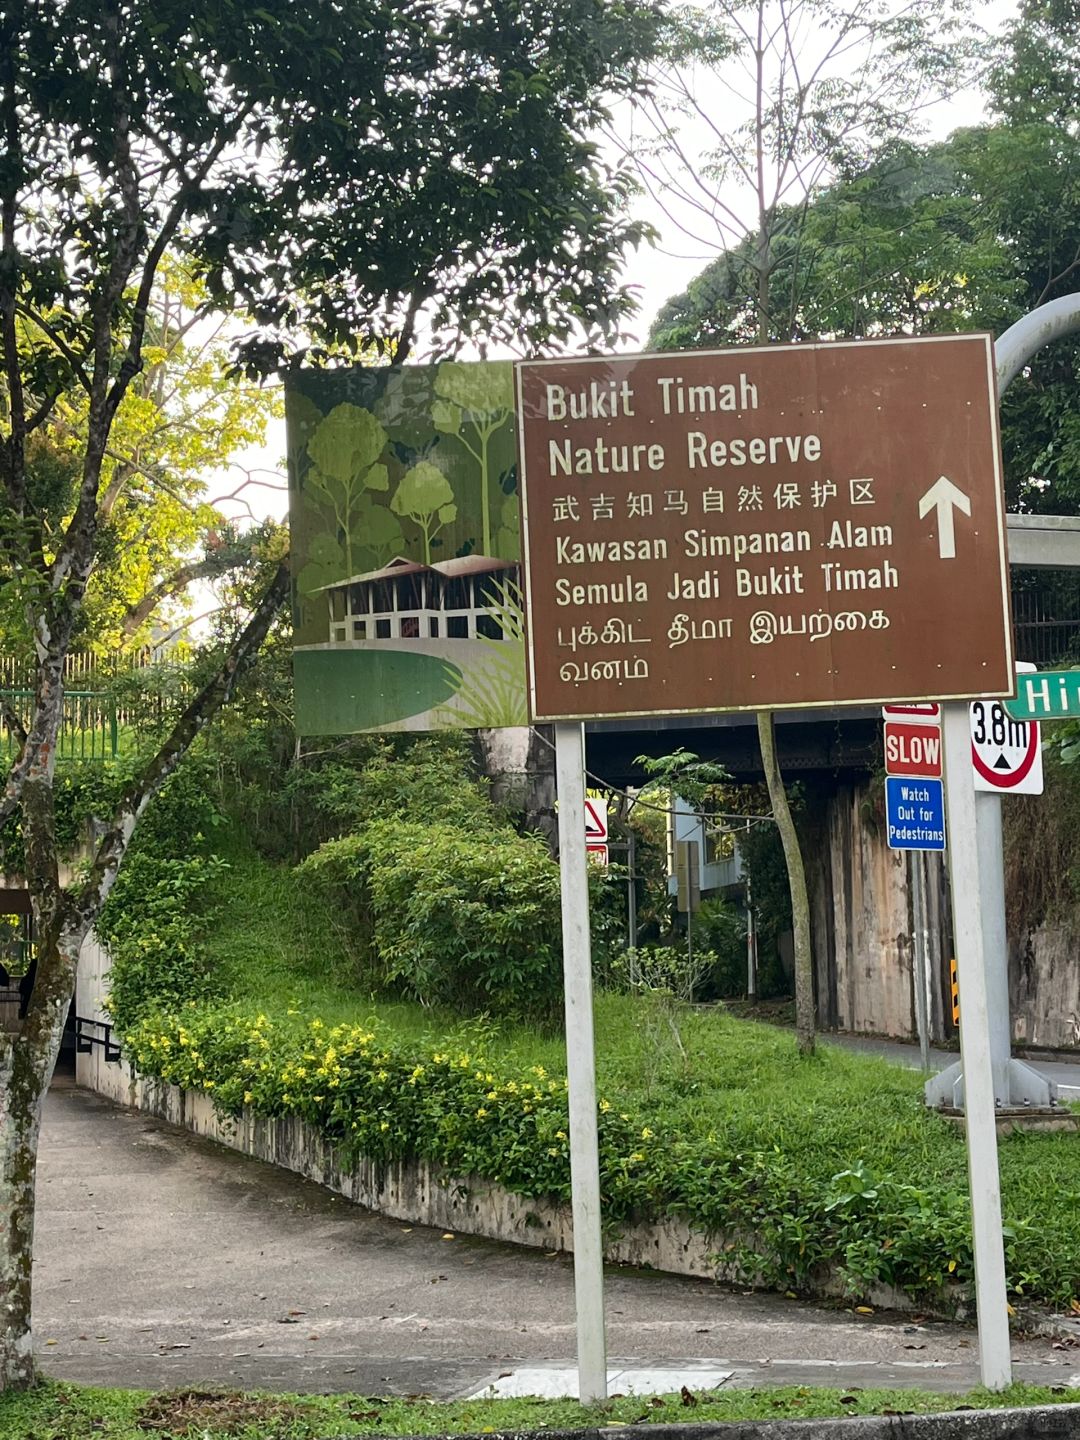 Bukit Timah
Nature Reserve
武吉知马自然保护区
Kawasan Simpanan Alam
Semula Jadi Bukit Timah
புக்கிட் தீமா இயற்கை
வனம்
Hi
3.8m
SLOW
Watch
Out for
Pedestrians